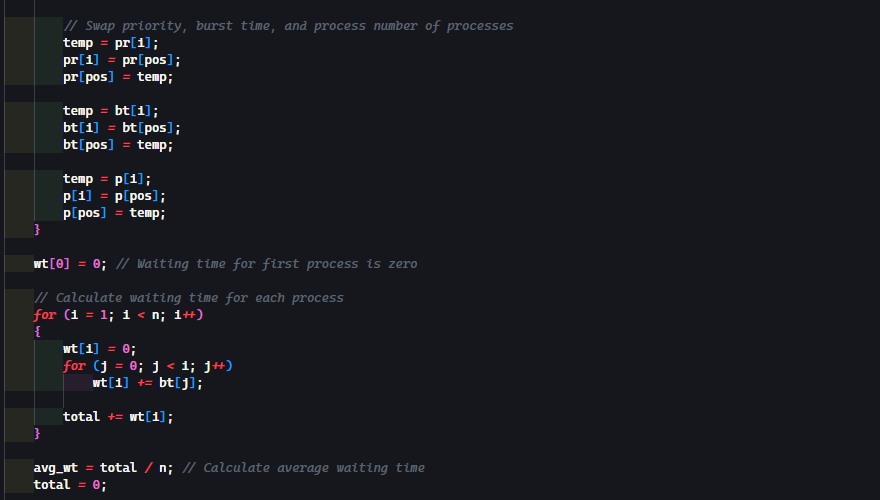 // Swap priority, burst time, and process number of processes
temp = pr[i];
pr[i] = pr[pos];
pr[pos] = temp;
temp = bt[i];
bt[i] = bt[pos];
bt[pos] = temp;
temp = p[i];
p[i] = p[pos];
p[pos] = temp;
}
wt[0] = 0; // Waiting time for first process is zero
// Calculate waiting time for each process
for (i = 1; i < n; i++)
{
wt[i] = 0;
for (j = 0; j < i; j++)
wt[i] += bt[j];
total += wt[i];
}
avg_wt = total / n; // Calculate average waiting time
total = 0;